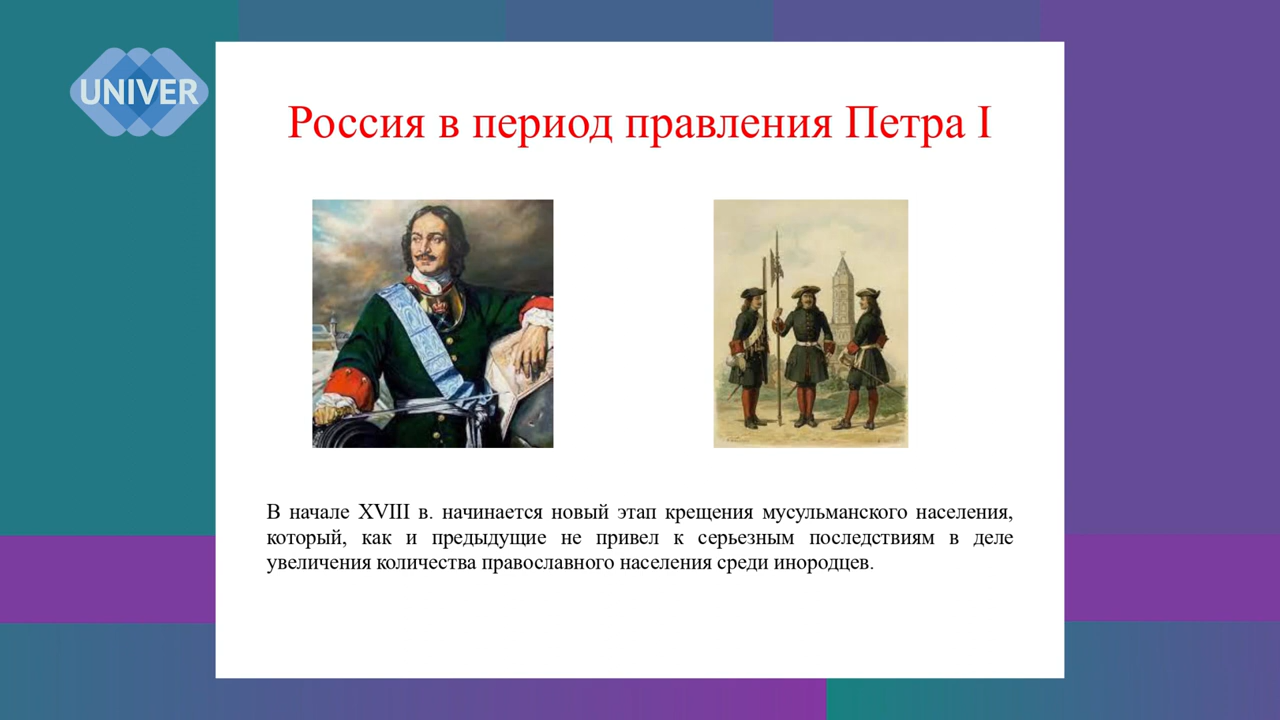 UNIVER
Россия в период правления Петра I
В начале XVIII в. начинается новый этап крещения мусульманского населения,
который, как и предыдущие не привел к серьезным последствиям в деле
увеличения количества православного населения среди инородцев.